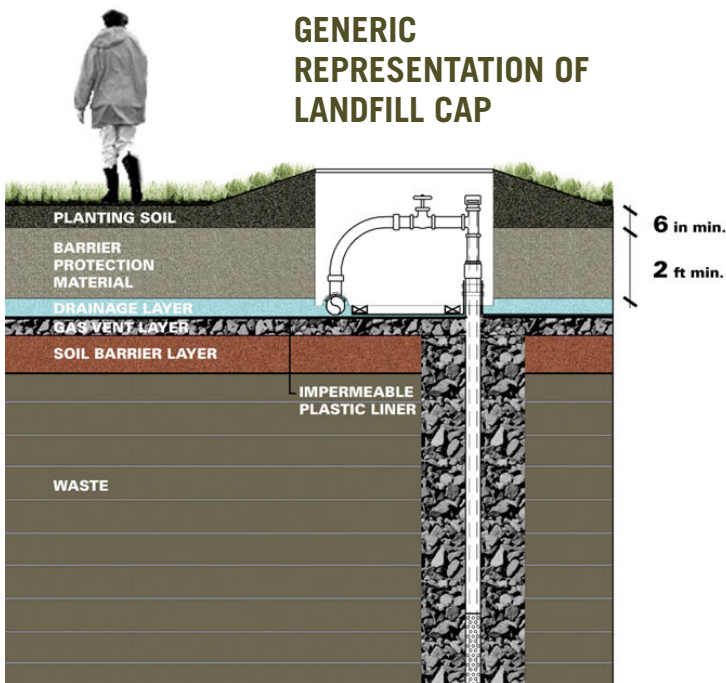 GENERIC
REPRESENTATION OF
LANDFILL CAP
PLANTING SOIL
6 in min.
BARRIER
PROTECTION
MATERIAL
2 ft min.
DRAINAGE LAYER
GAS VENT LAYER
SOIL BARRIER LAYER
IMPERMEABLE
PLASTIC LINER
WASTE